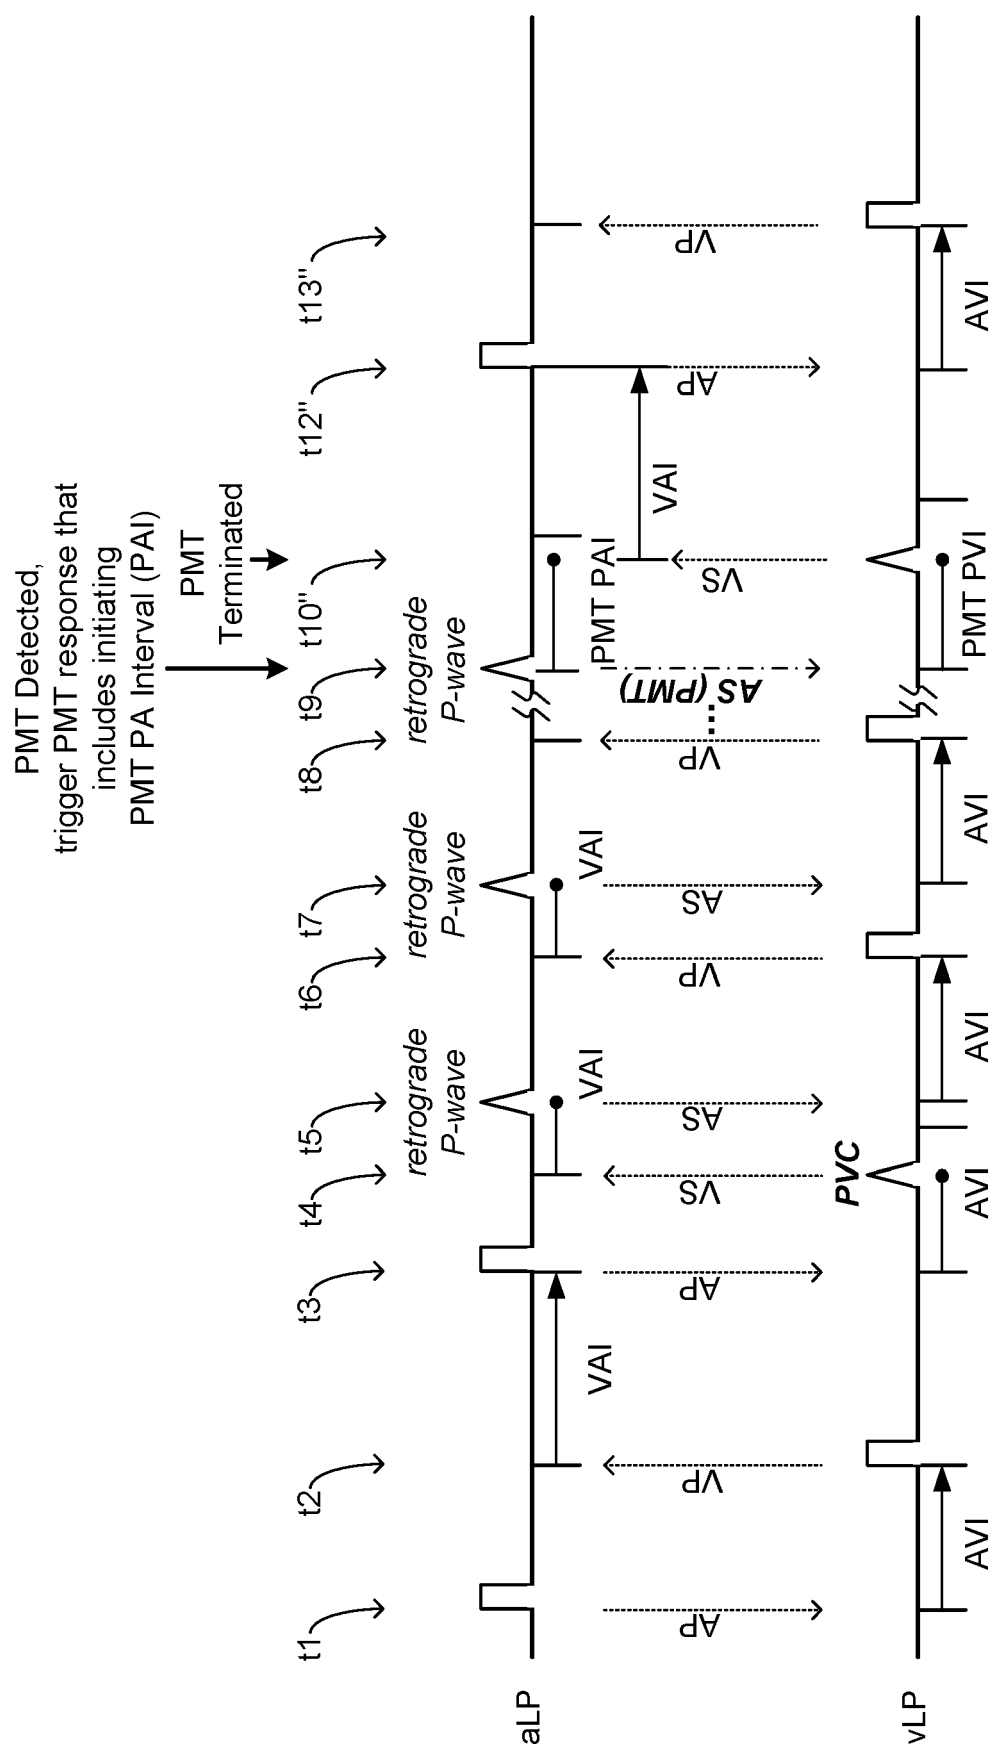 PMT Detected,
trigger PMT response that
includes initiating
PMT PA Interval (PAI)
PMT
Terminated
t1
t2
t3
t4
t5
t6
t7
t8
t9
t10"
t12"
t13"
retrograde
P-wave
retrograde
P-wave
retrograde
P-wave
aLP
VAI
VAI
VAI
PMT PAI
VAI
AP
VP
AP
VS
AS
VP
AS
VP
...
AS (PMT)
VS
AP
VP
PVC
vLP
AVI
AVI
AVI
AVI
PMT PVI
AVI